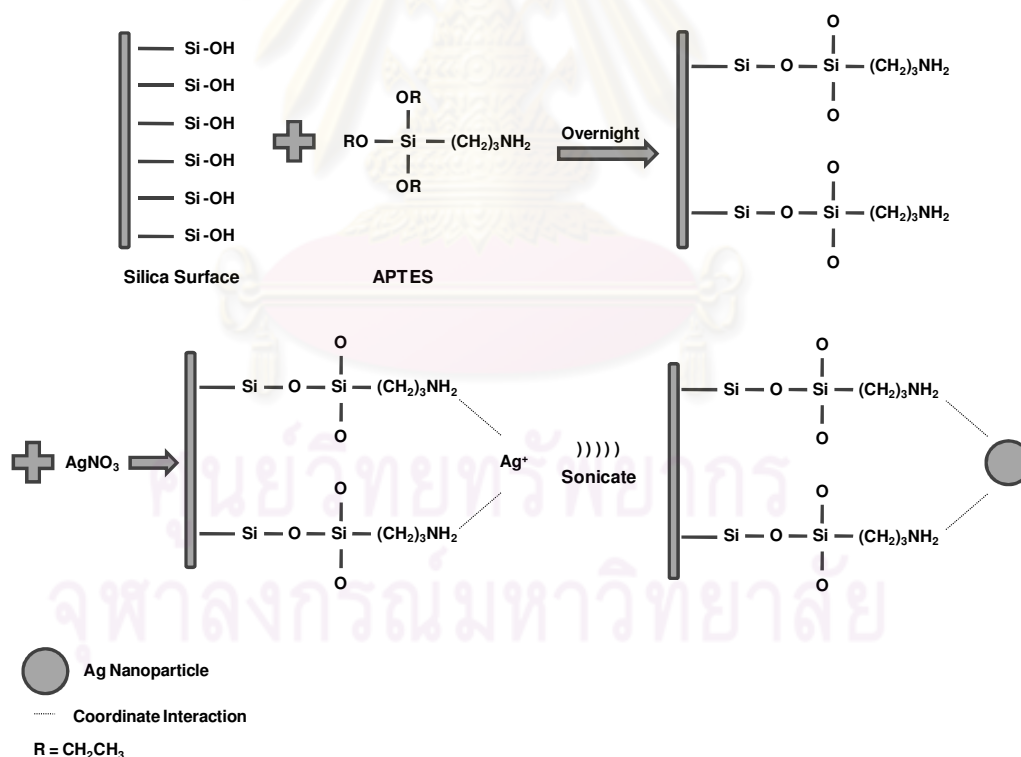 Si-OH
Si-OH
Si-OH
Si-OH
Si-OH
Si-OH
Silica Surface
OR
RO Si (CH₂)₃NH₂
OR
APTES
Overnight
O
Si O Si (CH₂)₃NH₂
O
O
Si O Si (CH₂)₃NH₂
O
AgNO₃
O
Si O Si (CH₂)₃NH₂
O
Ag⁺
O
Si O Si (CH₂)₃NH₂
O
)))))
Sonicate
O
Si O Si (CH₂)₃NH₂
O
O
Si O Si (CH₂)₃NH₂
O
ศูนย์วิทยทรัพยากร
จุฬาลงกรณ์มหาวิทยาลัย
Ag Nanoparticle
Coordinate Interaction
R = CH₂CH₃